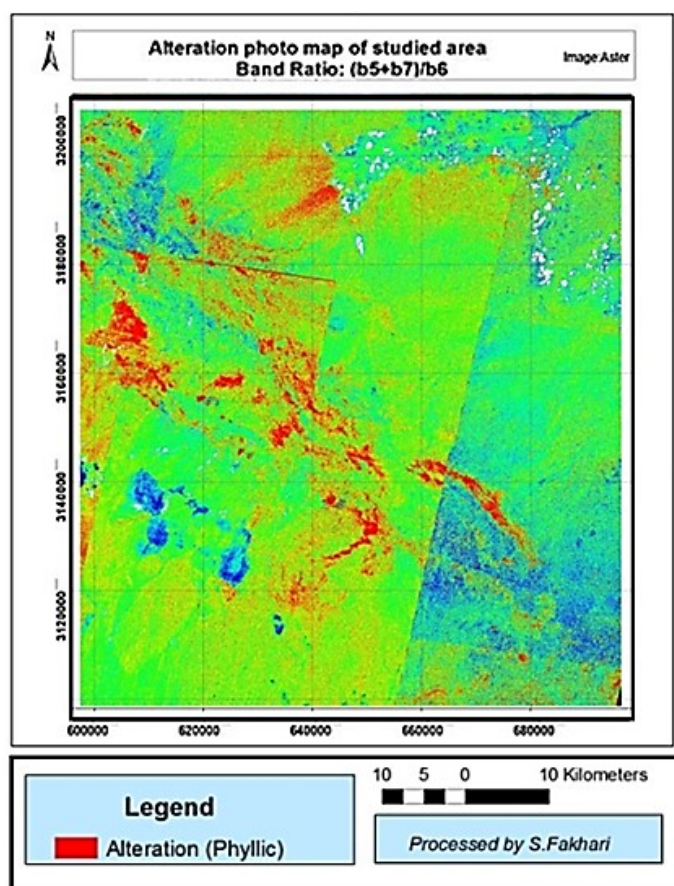 N
Alteration photo map of studied area
Band Ratio: (b5+b7)/b6
Image:Aster
3200000
3180000
3160000
3140000
3120000
600000 620000 640000 660000 680000
10 5 0 10 Kilometers
Legend
Alteration (Phyllic)
Processed by S.Fakhari